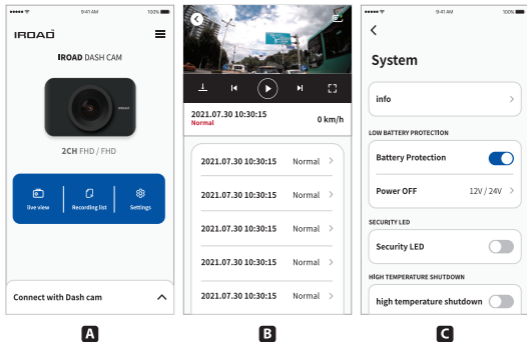 9:41 AM 100%
IROAD
IROAD DASH CAM
2CH FHD / FHD
live view Recording list Settings
Connect with Dash cam
A
2021.07.30 10:30:15
Normal
0 km/h
2021.07.30 10:30:15 Normal
2021.07.30 10:30:15 Normal
2021.07.30 10:30:15 Normal
2021.07.30 10:30:15 Normal
2021.07.30 10:30:15 Normal
B
9:41 AM 100%
System
info
LOW BATTERY PROTECTION
Battery Protection
Power OFF 12V / 24V
SECURITY LED
Security LED
HIGH TEMPERATURE SHUTDOWN
high temperature shutdown
C